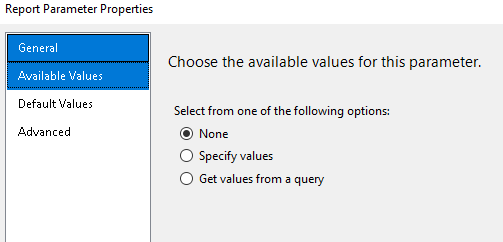 Report Parameter Properties
General
Available Values
Default Values
Advanced
Choose the available values for this parameter.
Select from one of the following options:
None
Specify values
Get values from a query